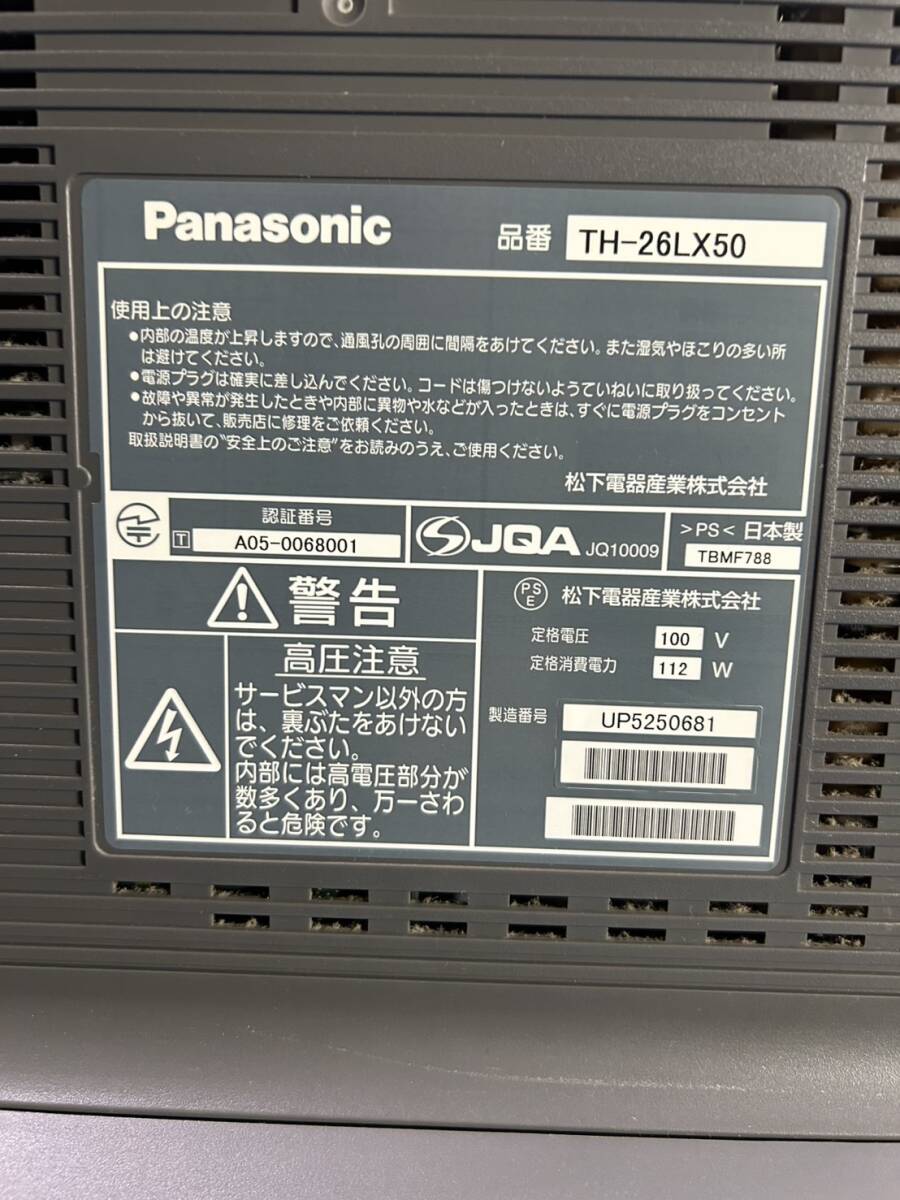 Panasonic
品番 TH-26LX50
使用上の注意
●内部の温度が上昇しますので、通風孔の周囲に間隔をあけてください。また湿気やほこりの多い所
は避けてください。
●電源プラグは確実に差し込んでください。コードは傷つけないようていねいに取り扱ってください。
●故障や異常が発生したときや内部に異物や水などが入ったときは、すぐに電源プラグをコンセント
から抜いて、販売店に修理をご依頼ください。
取扱説明書の"安全上のご注意"をお読みのうえ、ご使用ください。
松下電器産業株式会社
認証番号
T A05-0068001
JQA JQ10009
>PS< 日本製
TBMF788
警告
高圧注意
サービスマン以外の方
は、裏ぶたをあけない
でください。
内部には高電圧部分が
数多くあり、万一さわ
ると危険です。
PSE 松下電器産業株式会社
定格電圧 100 V
定格消費電力 112 W
製造番号 UP5250681